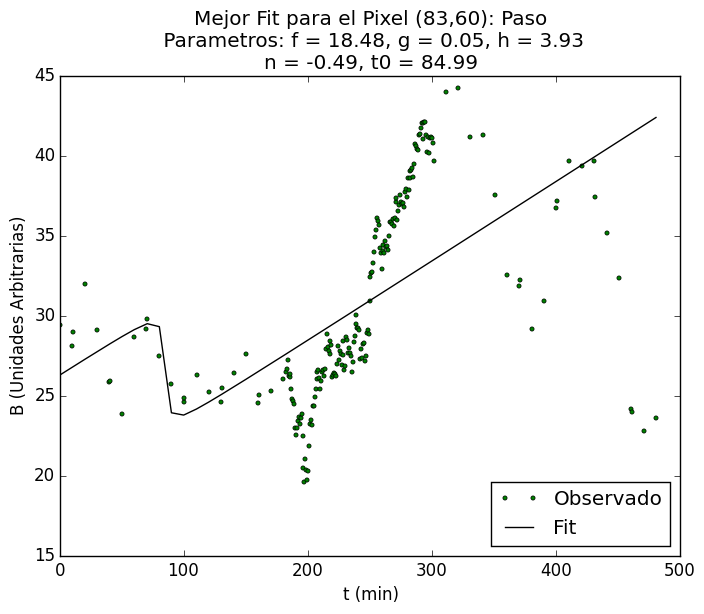 Mejor Fit para el Pixel (83,60): Paso
Parametros: f = 18.48, g = 0.05, h = 3.93
n = -0.49, t0 = 84.99
45
40
35
30
25
20
15
B (Unidades Arbitrarias)
Observado
Fit
0 100 200 300 400 500
t (min)